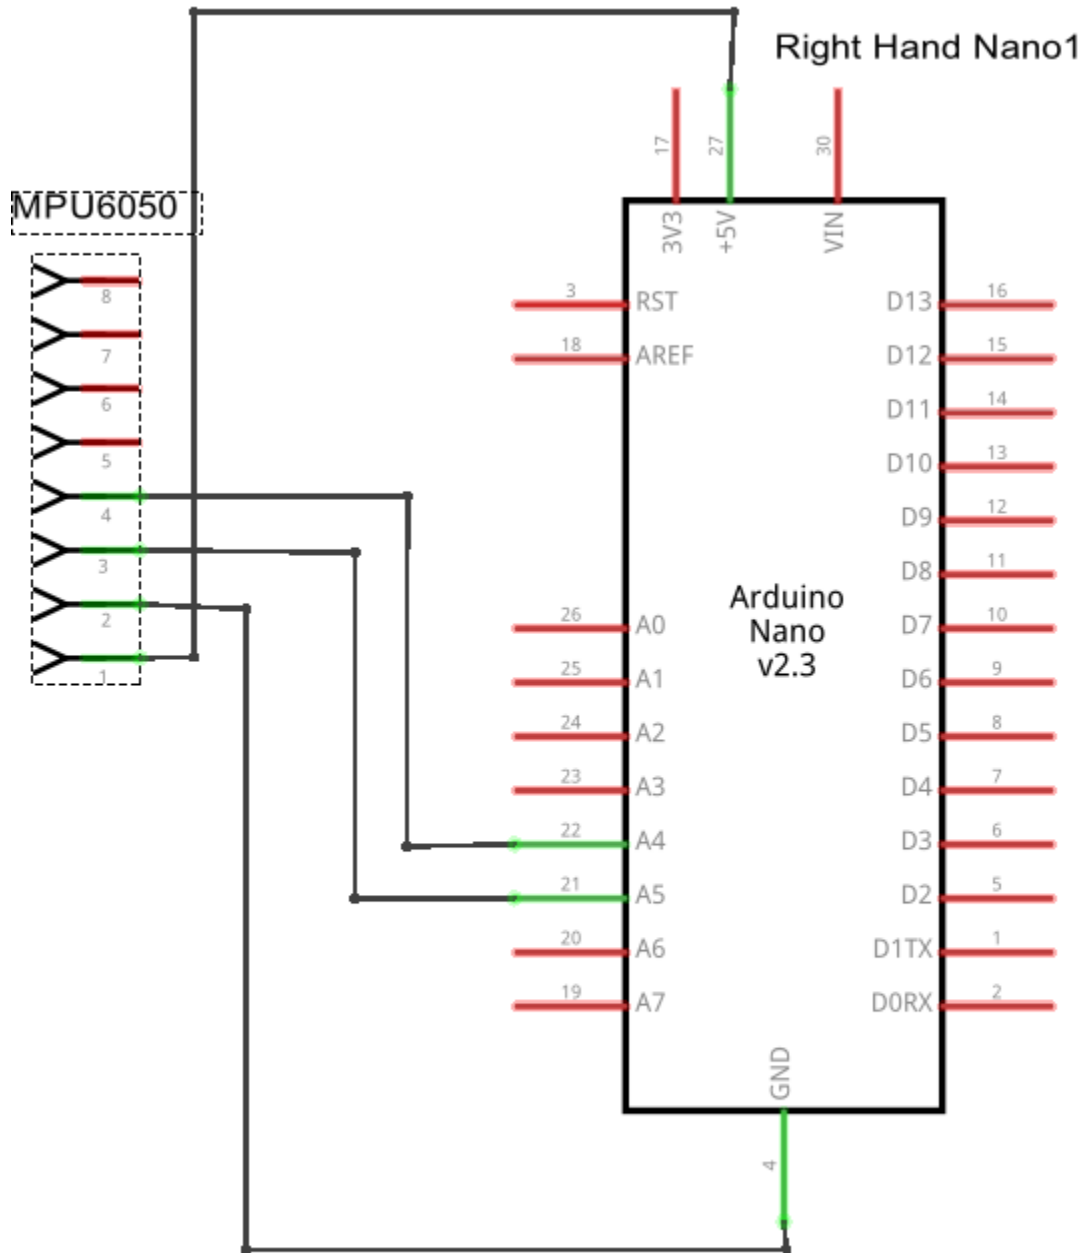 Right Hand Nano1
MPU6050
8
7
6
5
4
3
2
1
17
27
30
3V3
+5V
VIN
3 RST
18 AREF
26 A0
25 A1
24 A2
23 A3
22 A4
21 A5
20 A6
19 A7
Arduino
Nano
v2.3
D13 16
D12 15
D11 14
D10 13
D9 12
D8 11
D7 10
D6 9
D5 8
D4 7
D3 6
D2 5
D1TX 1
D0RX 2
GND
4